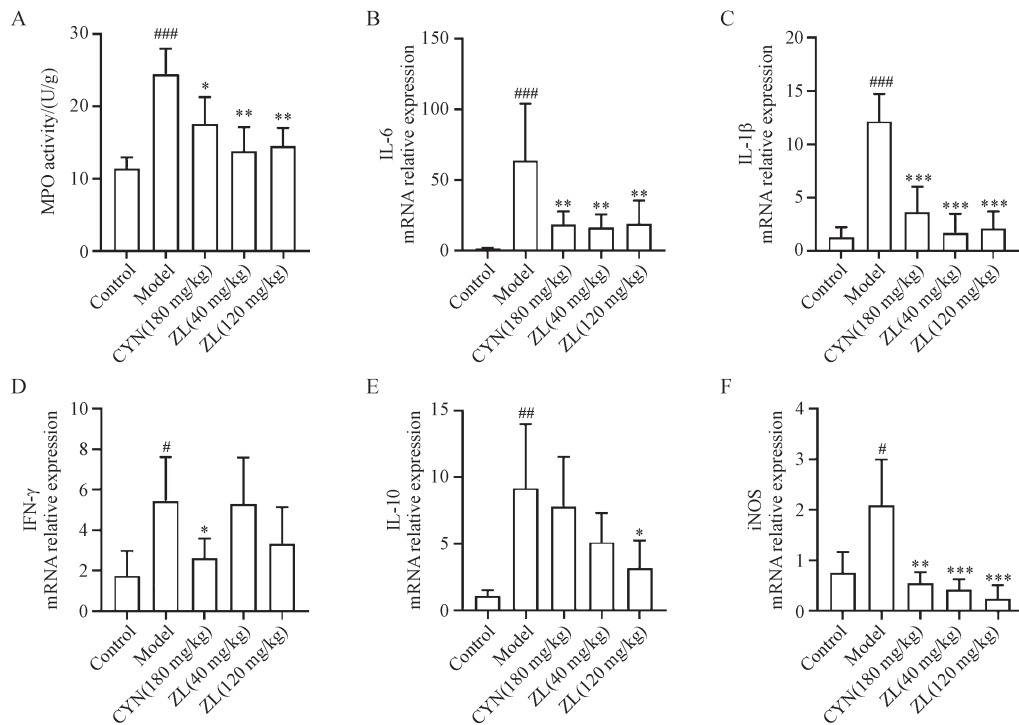 A
MPO activity/(U/g)
30
20
10
0
###
*
**
**
Control
Model
CYN(180 mg/kg)
ZL(40 mg/kg)
ZL(120 mg/kg)
B
IL-6
mRNA relative expression
150
100
50
0
###
**
**
**
Control
Model
CYN(180 mg/kg)
ZL(40 mg/kg)
ZL(120 mg/kg)
C
IL-1β
mRNA relative expression
20
15
10
5
0
###
***
***
***
Control
Model
CYN(180 mg/kg)
ZL(40 mg/kg)
ZL(120 mg/kg)
D
IFN-γ
mRNA relative expression
10
8
6
4
2
0
#
*
Control
Model
CYN(180 mg/kg)
ZL(40 mg/kg)
ZL(120 mg/kg)
E
IL-10
mRNA relative expression
15
10
5
0
##
*
Control
Model
CYN(180 mg/kg)
ZL(40 mg/kg)
ZL(120 mg/kg)
F
iNOS
mRNA relative expression
4
3
2
1
0
#
**
***
***
Control
Model
CYN(180 mg/kg)
ZL(40 mg/kg)
ZL(120 mg/kg)